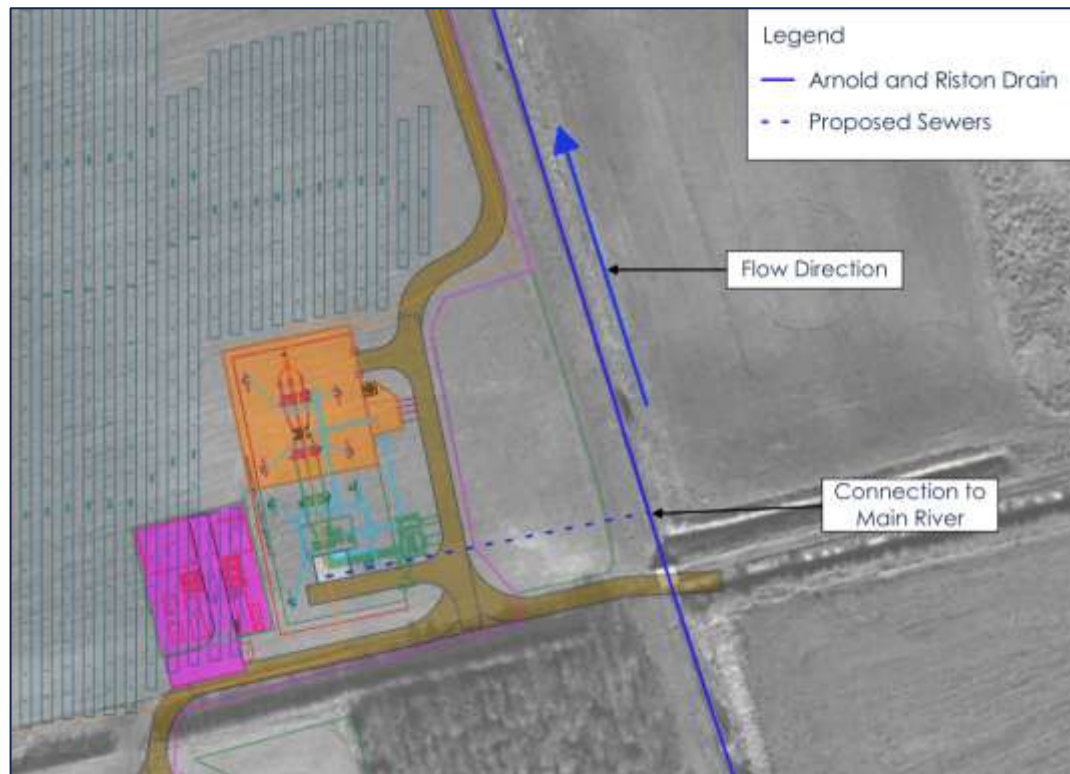 Legend
Arnold and Riston Drain
Proposed Sewers
Flow Direction
Connection to
Main River